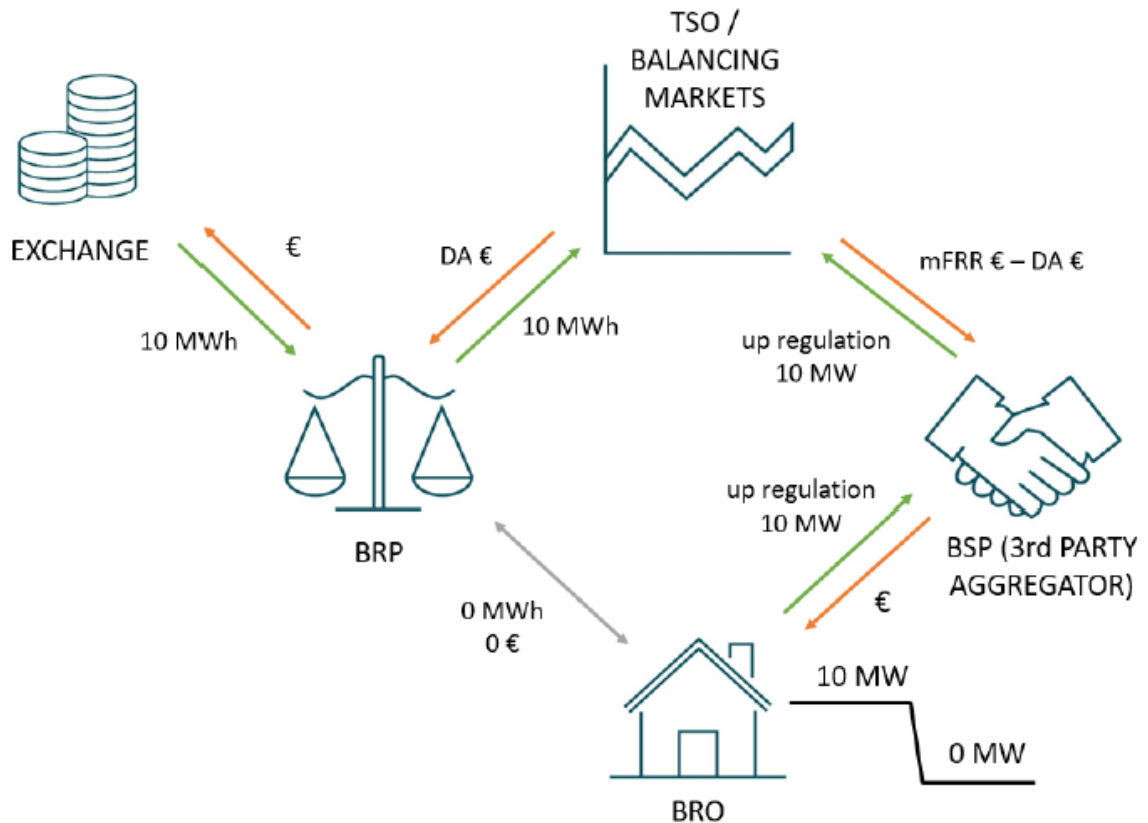 TSO /
BALANCING
MARKETS
EXCHANGE
€
10 MWh
DA €
10 MWh
mFRR € – DA €
up regulation
10 MW
BRP
up regulation
10 MW
BSP (3rd PARTY
AGGREGATOR)
€
0 MWh
0 €
10 MW
0 MW
BRO